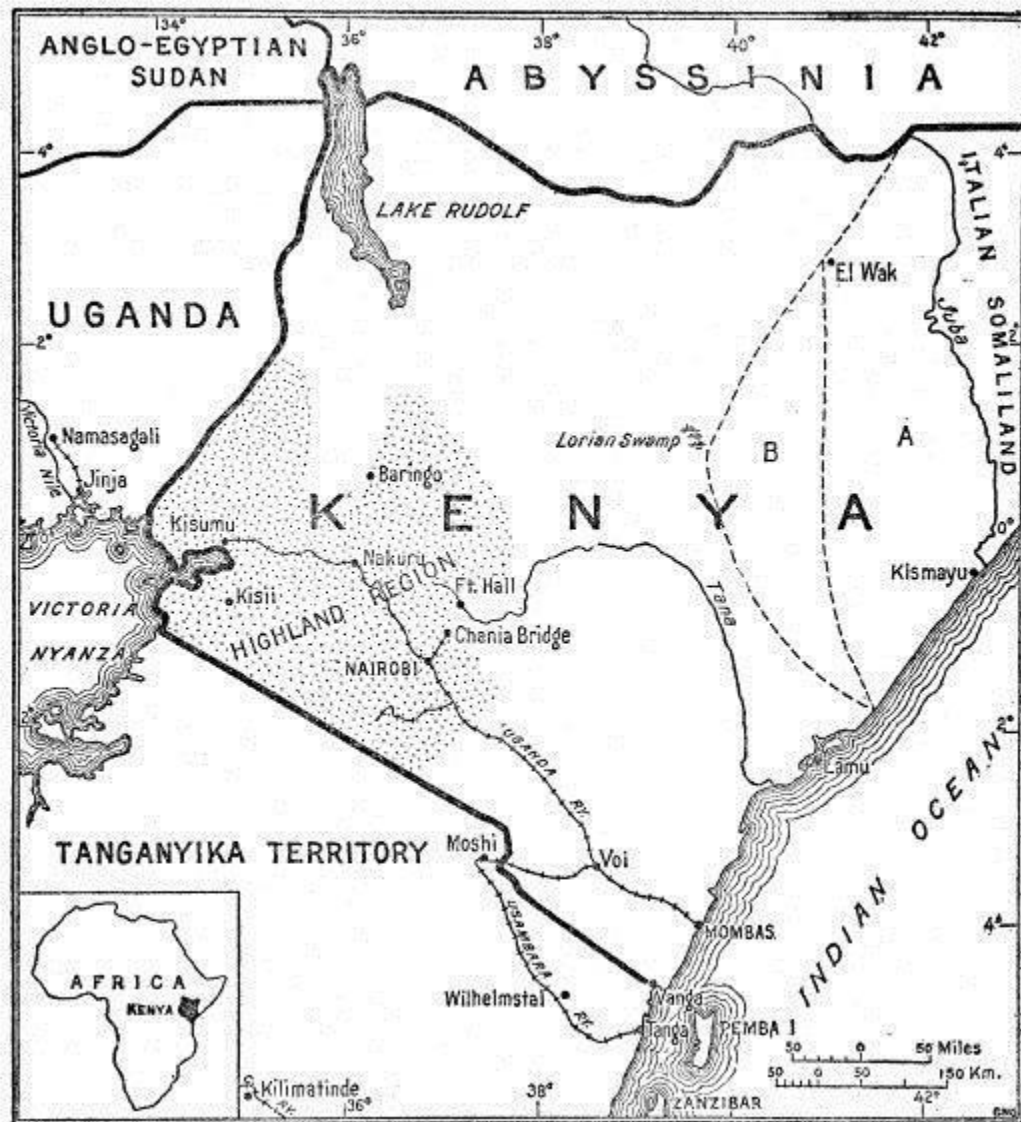 34°
36°
38°
40°
42°
ANGLO-EGYPTIAN
SUDAN
ABYSSINIA
4°
4°
LAKE RUDOLF
ITALIAN
SOMALILAND
El Wak
UGANDA
Juba
2°
2°
Victoria Nile
Namasagali
Jinja
Lorian Swamp
B
A
Baringo
KENYA
Kisumu
0°
0°
Nakuru
Kismayu
Kisii
HIGHLAND REGION
Ft. Hall
Tana
VICTORIA
NYANZA
Chania Bridge
NAIROBI
2°
2°
UGANDA RY.
Lamu
INDIAN OCEAN
TANGANYIKA TERRITORY
Moshi
Voi
USAMBARA RY.
MOMBAS.
4°
AFRICA
KENYA
Wilhelmstal
Vanga
Tanga
PEMBA I
50 0 50 Miles
50 0 50 150 Km.
Kilimatinde
RY.
36°
38°
ZANZIBAR
42°